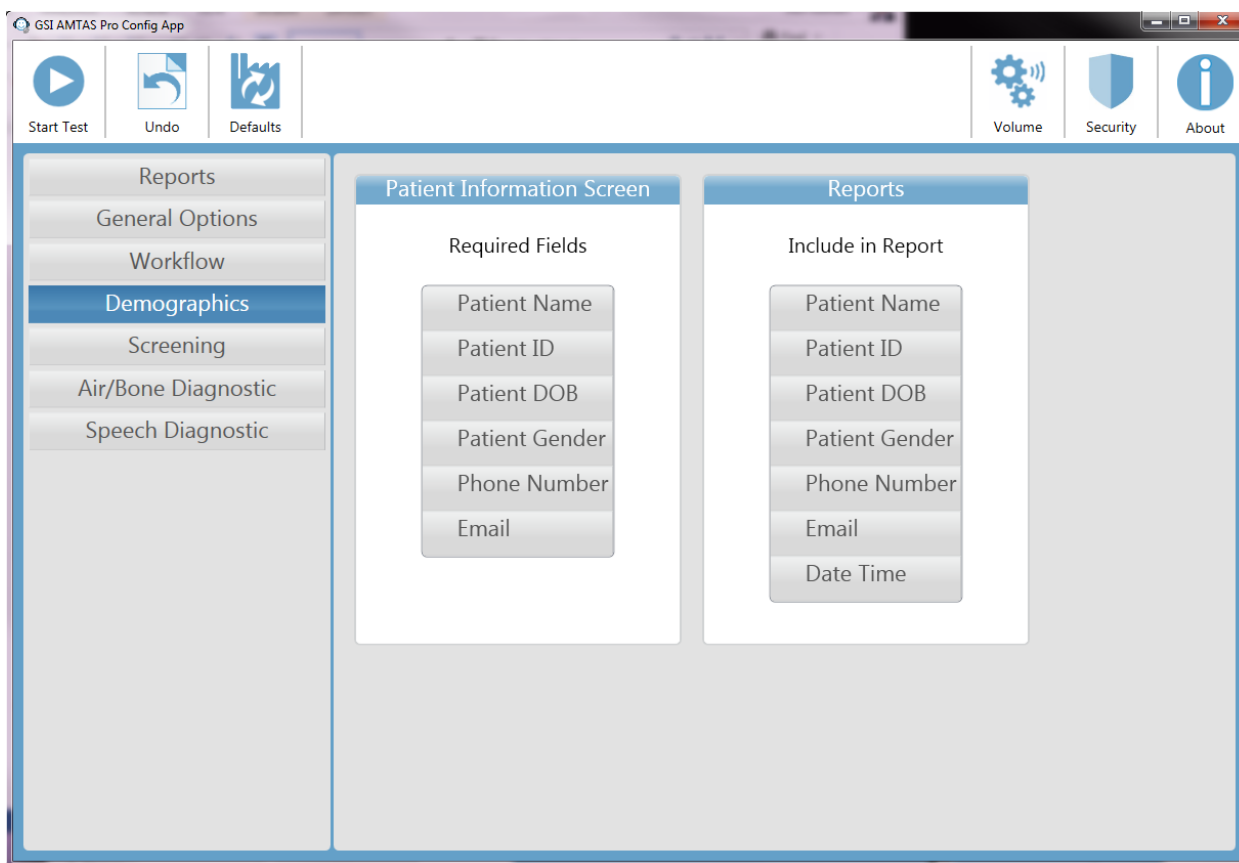 GSI AMTAS Pro Config App
Start Test
Undo
Defaults
Volume
Security
About
Reports
General Options
Workflow
Demographics
Screening
Air/Bone Diagnostic
Speech Diagnostic
Patient Information Screen
Required Fields
Patient Name
Patient ID
Patient DOB
Patient Gender
Phone Number
Email
Reports
Include in Report
Patient Name
Patient ID
Patient DOB
Patient Gender
Phone Number
Email
Date Time